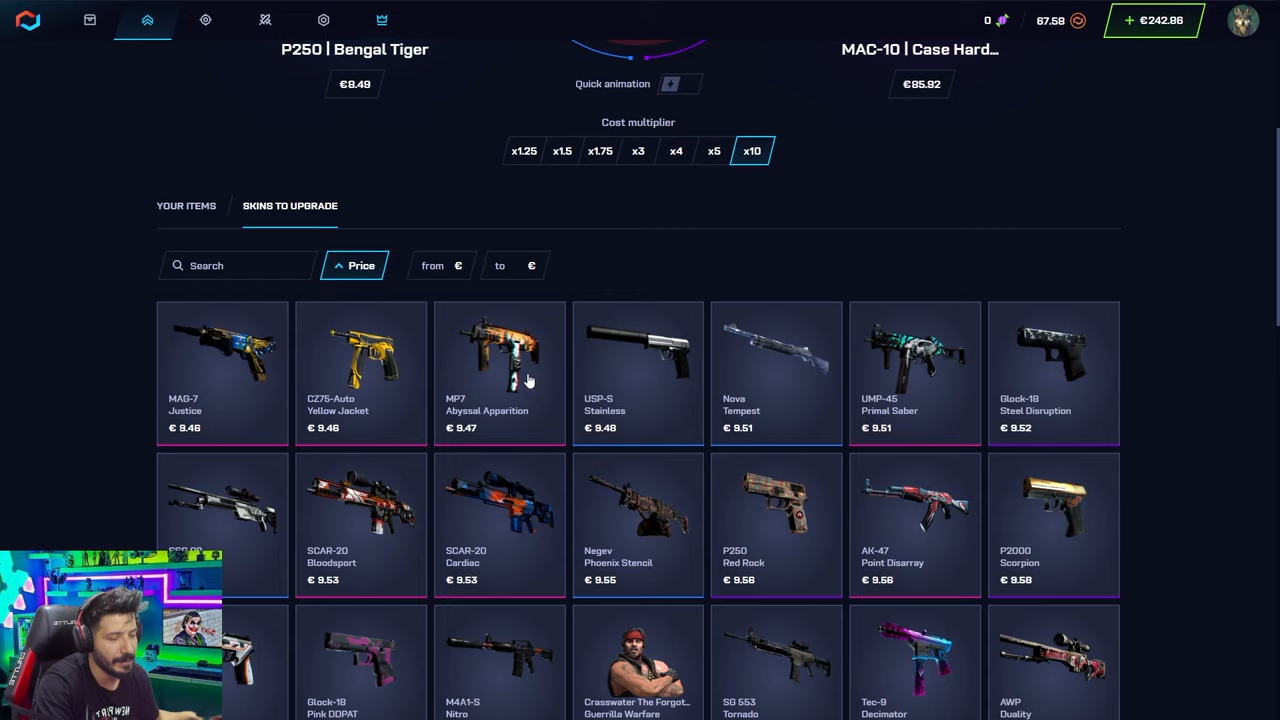 0
67.58
+ €242.86
P250 | Bengal Tiger
MAC-10 | Case Hard...
€8.49
Quick animation
€85.92
Cost multiplier
x1.25
x1.5
x1.75
x3
x4
x5
x10
YOUR ITEMS
SKINS TO UPGRADE
Search
Price
from €
to €
MAG-7
Justice
€ 9.46
CZ75-Auto
Yellow Jacket
€ 9.46
MP7
Abyssal Apparition
€ 9.47
USP-S
Stainless
€ 9.48
Nova
Tempest
€ 9.51
UMP-45
Primal Saber
€ 9.51
Glock-18
Steel Disruption
€ 9.52
SCAR-20
Bloodsport
€ 9.53
SCAR-20
Cardiac
€ 9.53
Negev
Phoenix Stencil
€ 9.55
P250
Red Rock
€ 9.56
AK-47
Point Disarray
€ 9.56
P2000
Scorpion
€ 9.58
Glock-18
Pink DDPAT
M4A1-S
Nitro
Crasswater The Forgot...
Guerrilla Warfare
SG 553
Tornado
Tec-9
Decimator
AWP
Duality